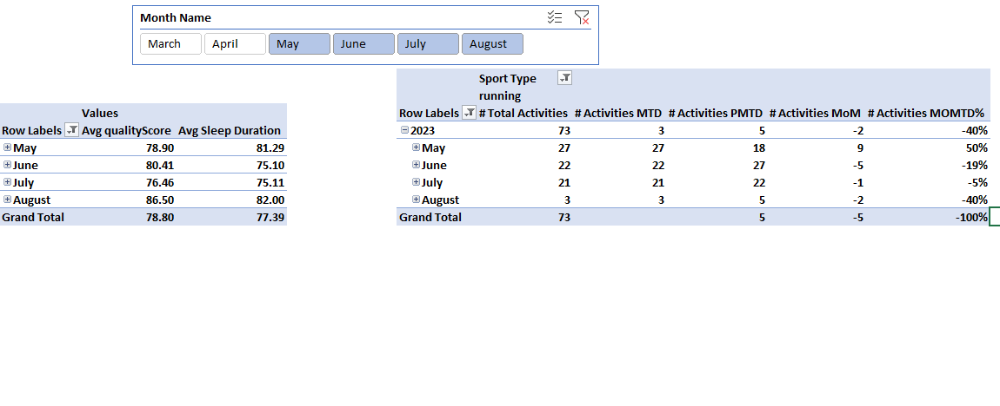 Month Name
March April May June July August
Values
Row Labels Avg qualityScore Avg Sleep Duration
May 78.90 81.29
June 80.41 75.10
July 76.46 75.11
August 86.50 82.00
Grand Total 78.80 77.39
Sport Type
running
Row Labels # Total Activities # Activities MTD # Activities PMTD # Activities MoM # Activities MOMTD%
2023 73 3 5 -2 -40%
May 27 27 18 9 50%
June 22 22 27 -5 -19%
July 21 21 22 -1 -5%
August 3 3 5 -2 -40%
Grand Total 73 5 -5 -100%